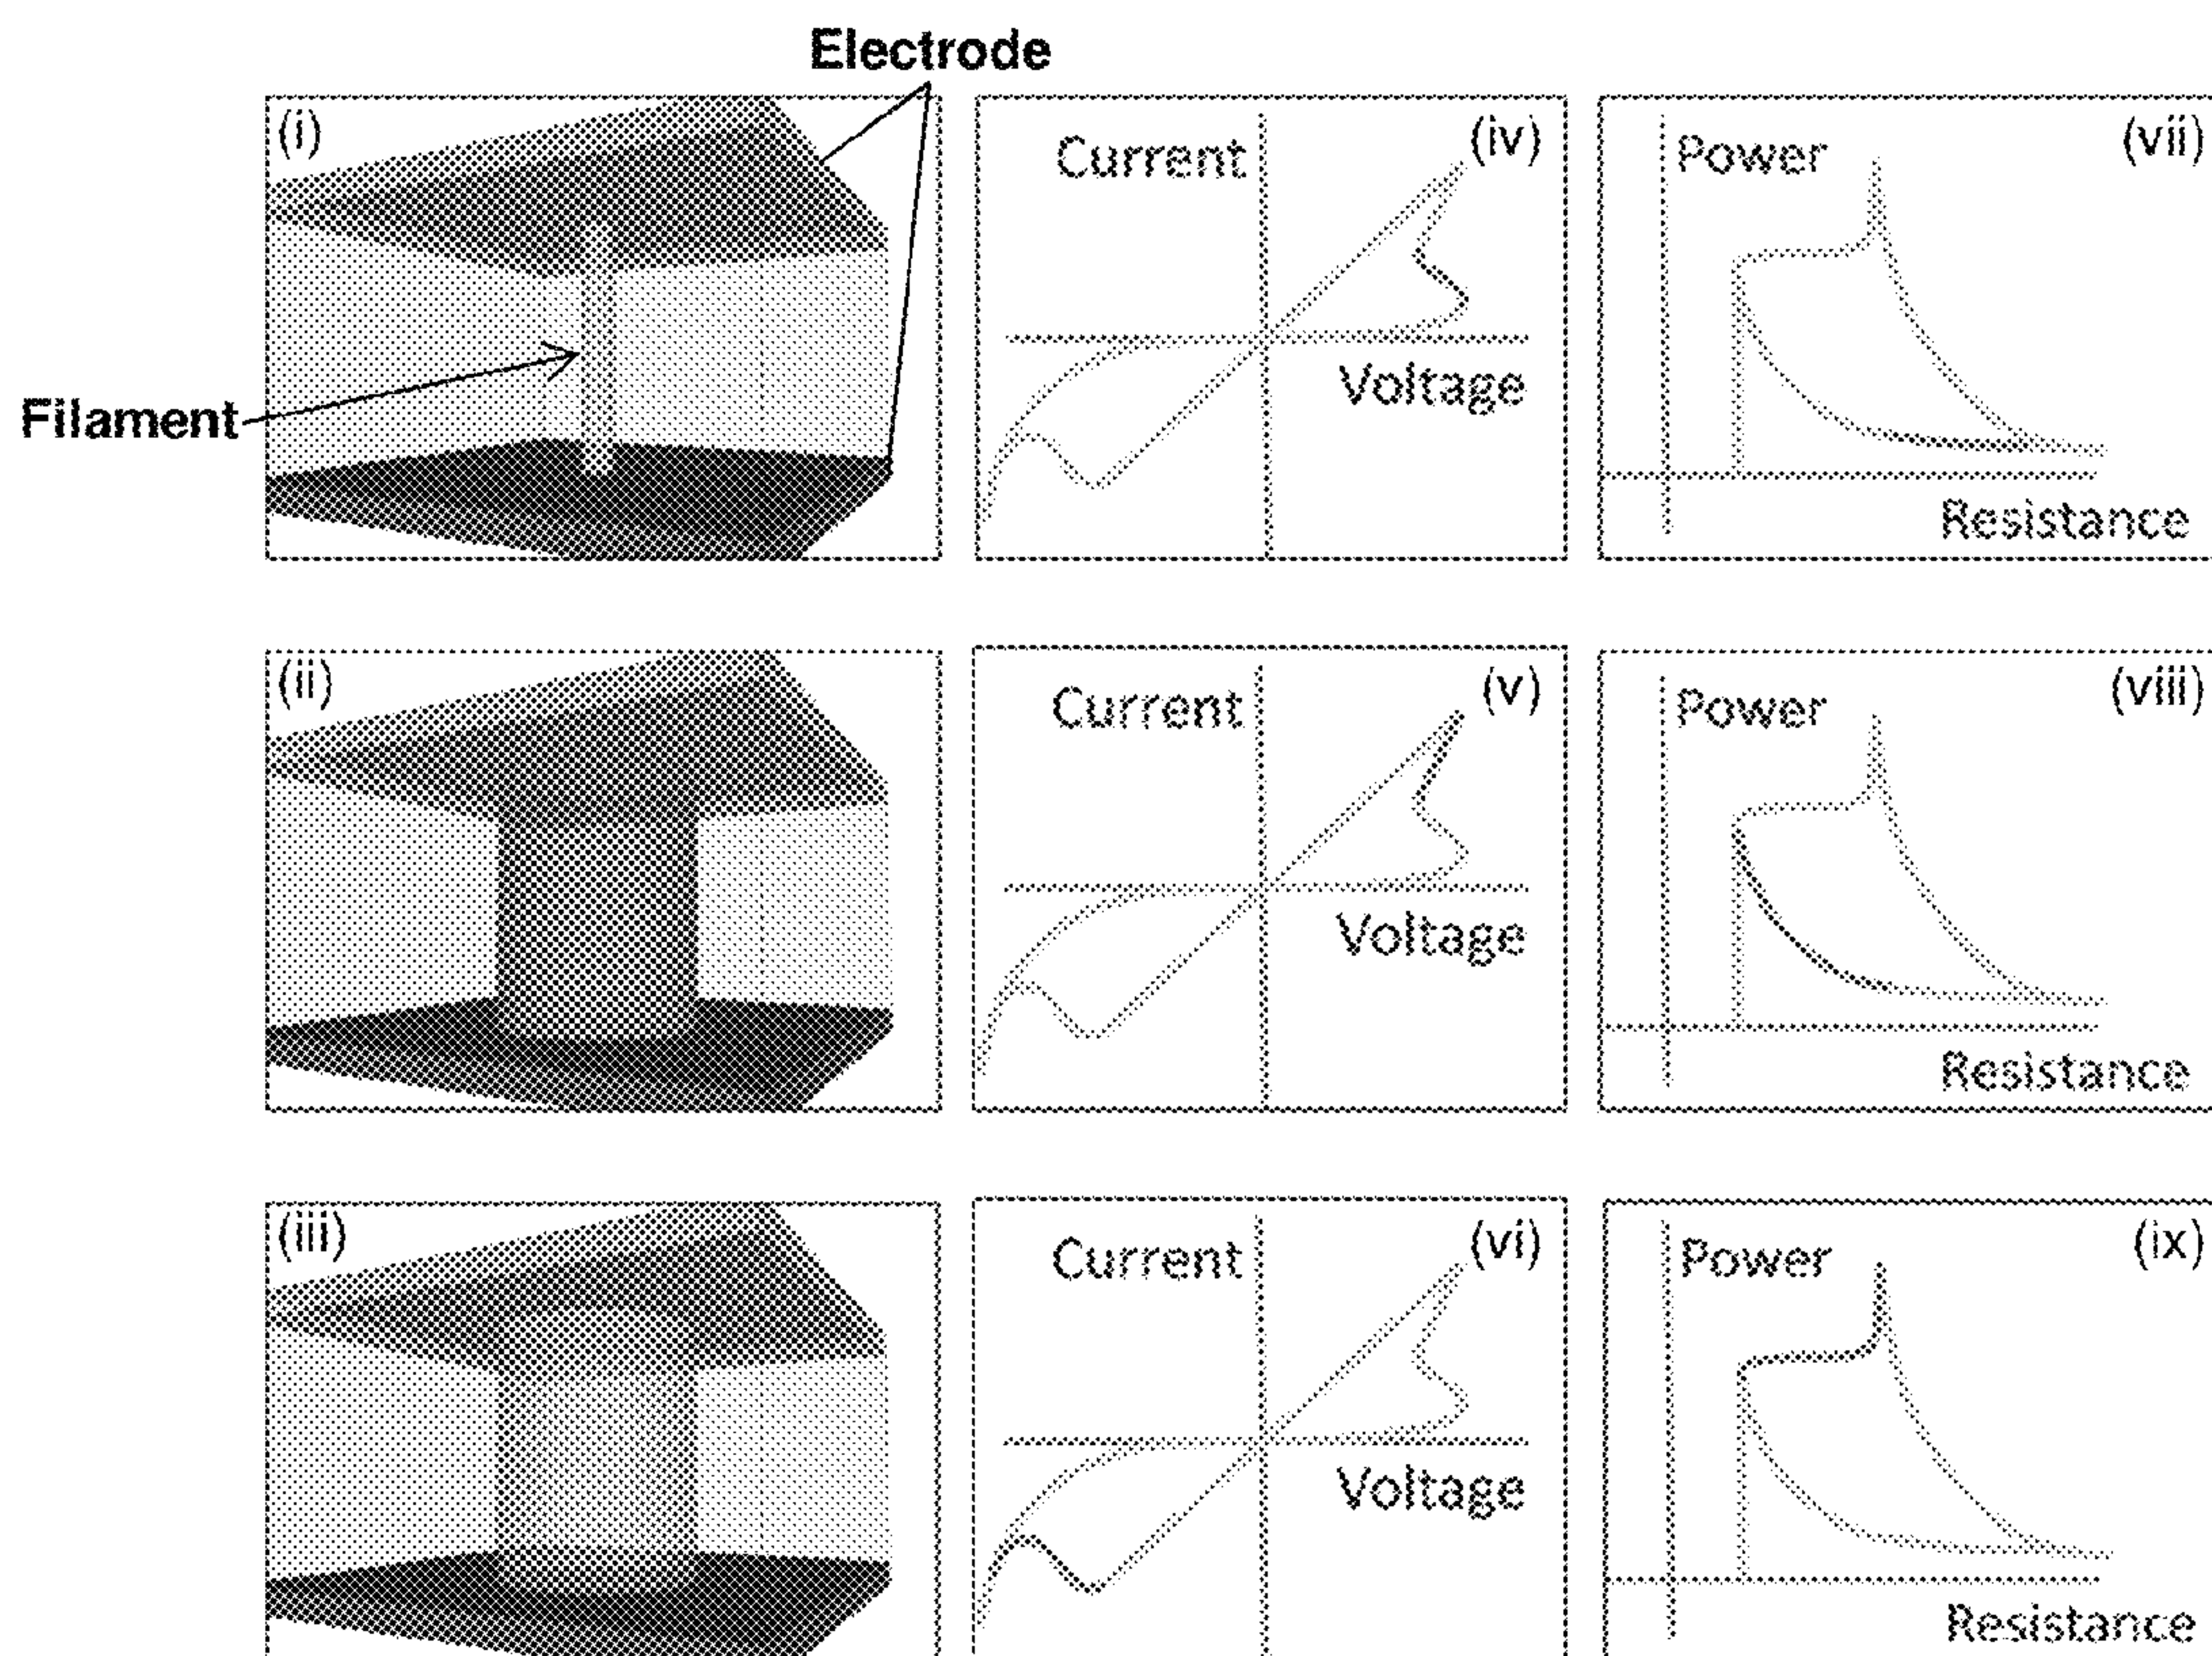 Electrode
(i)
Filament
Current
(iv)
Voltage
Power
(vii)
Resistance
(ii)
Current
(v)
Voltage
Power
(viii)
Resistance
(iii)
Current
(vi)
Voltage
Power
(ix)
Resistance